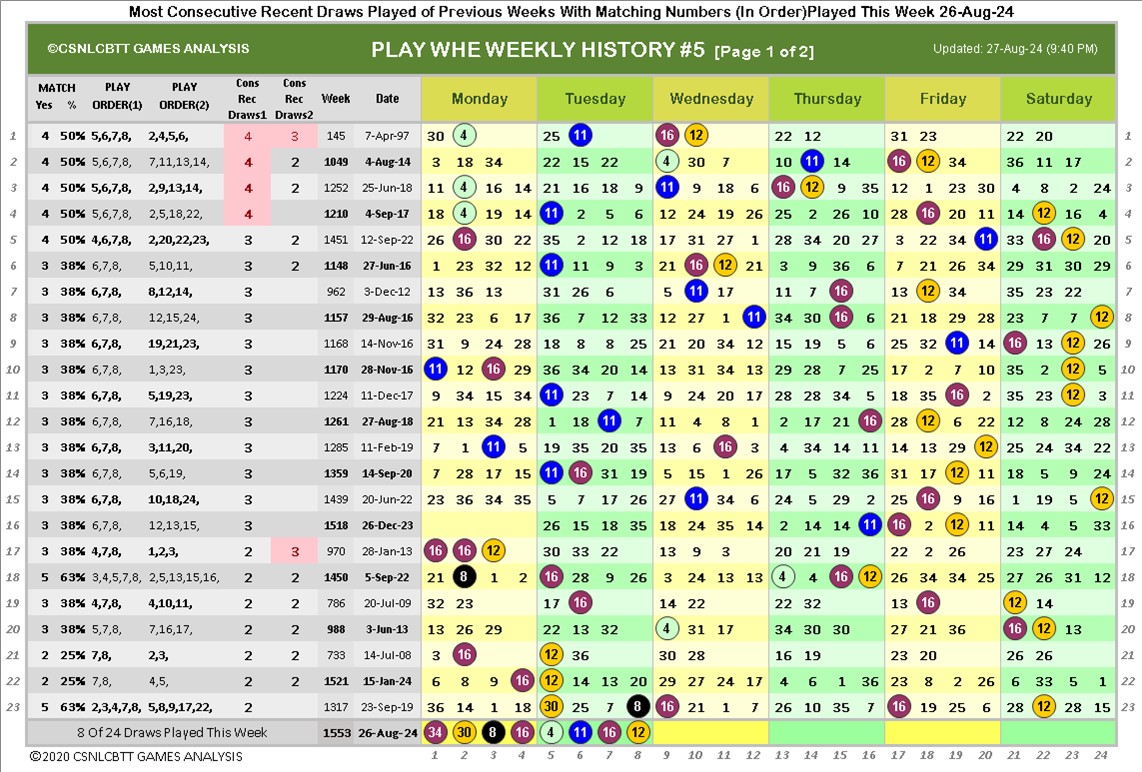 Most Consecutive Recent Draws Played of Previous Weeks With Matching Numbers (In Order)Played This Week 26-Aug-24
©CSNLCBTT GAMES ANALYSIS PLAY WHE WEEKLY HISTORY #5 [Page 1 of 2] Updated: 27-Aug-24 (9:40 PM)
MATCH Yes % PLAY ORDER(1) PLAY ORDER(2) Cons Rec Draws1 Cons Rec Draws2 Week Date Monday Tuesday Wednesday Thursday Friday Saturday
1 4 50% 5,6,7,8, 2,4,5,6, 4 3 145 7-Apr-97 30 4 25 11 16 12 22 12 31 23 22 20 1
2 4 50% 5,6,7,8, 7,11,13,14, 4 2 1049 4-Aug-14 3 18 34 22 15 22 4 30 7 10 11 14 16 12 34 36 11 17 2
3 4 50% 5,6,7,8, 2,9,13,14, 4 2 1252 25-Jun-18 11 4 16 14 21 16 18 9 11 9 18 6 16 12 9 35 12 1 23 30 4 8 2 24 3
4 4 50% 5,6,7,8, 2,5,18,22, 4 1210 4-Sep-17 18 4 19 14 11 2 5 6 12 24 19 26 25 2 26 10 28 16 20 11 14 12 16 4 4
5 4 50% 4,6,7,8, 2,20,22,23, 3 2 1451 12-Sep-22 26 16 30 22 35 2 12 18 17 31 27 1 28 34 20 27 3 22 34 11 33 16 12 20 5
6 3 38% 6,7,8, 5,10,11, 3 2 1148 27-Jun-16 1 23 32 12 11 11 9 3 21 16 12 21 3 9 36 6 7 21 26 34 29 31 30 29 6
7 3 38% 6,7,8, 8,12,14, 3 962 3-Dec-12 13 36 13 31 26 6 5 11 17 11 7 16 13 12 34 35 23 22 7
8 3 38% 6,7,8, 12,15,24, 3 1157 29-Aug-16 32 23 6 17 36 7 12 33 12 27 1 11 34 30 16 8 21 18 29 28 23 7 7 12 8
9 3 38% 6,7,8, 19,21,23, 3 1168 14-Nov-16 31 9 24 28 18 8 8 25 21 20 34 12 15 19 5 6 25 32 11 14 16 13 12 26 9
10 3 38% 6,7,8, 1,3,23, 3 1170 28-Nov-16 11 12 16 29 36 34 20 14 13 31 34 13 29 28 7 25 17 2 7 10 35 2 12 5 10
11 3 38% 6,7,8, 5,19,23, 3 1224 11-Dec-17 9 34 15 34 11 23 7 14 9 24 20 17 28 28 34 5 18 35 16 2 35 23 12 3 11
12 3 38% 6,7,8, 7,16,18, 3 1261 27-Aug-18 21 13 34 28 1 18 11 7 11 4 8 1 2 17 21 16 28 12 6 22 12 8 24 28 12
13 3 38% 6,7,8, 3,11,20, 3 1285 11-Feb-19 7 1 11 5 19 35 20 35 13 6 16 3 4 34 14 11 14 13 29 12 25 24 34 22 13
14 3 38% 6,7,8, 5,6,19, 3 1359 14-Sep-20 7 28 17 15 11 16 31 19 5 15 1 26 17 5 32 36 31 17 12 11 18 5 9 24 14
15 3 38% 6,7,8, 10,18,24, 3 1439 20-Jun-22 23 36 34 35 5 7 17 26 27 11 34 6 24 5 29 2 25 16 9 16 1 19 5 12 15
16 3 38% 6,7,8, 12,13,15, 3 1518 26-Dec-23 26 15 18 35 18 24 35 14 2 14 14 11 16 2 12 11 14 4 5 33 16
17 3 38% 4,7,8, 1,2,3, 2 3 970 28-Jan-13 16 16 12 30 33 22 13 9 3 20 21 19 22 2 26 23 27 24 17
18 5 63% 3,4,5,7,8, 2,5,13,15,16, 2 2 1450 5-Sep-22 21 8 1 2 16 28 9 26 3 24 13 13 4 4 16 12 26 34 34 25 27 26 31 12 18
19 3 38% 4,7,8, 4,10,11, 2 2 786 20-Jul-09 32 23 17 16 14 22 22 32 13 16 12 14 19
20 3 38% 5,7,8, 7,16,17, 2 2 988 3-Jun-13 13 26 29 22 13 32 4 31 17 34 30 30 27 21 36 16 12 13 20
21 2 25% 7,8, 2,3, 2 2 733 14-Jul-08 3 16 12 36 30 28 16 19 23 20 26 26 21
22 2 25% 7,8, 4,5, 2 2 1521 15-Jan-24 6 8 9 16 12 14 13 20 29 27 24 17 4 6 1 36 23 8 2 26 6 33 5 1 22
23 5 63% 2,3,4,7,8, 5,8,9,17,22, 2 1317 23-Sep-19 36 14 1 18 30 25 7 8 16 21 1 7 26 10 35 7 16 19 25 6 28 12 28 15 23
8 Of 24 Draws Played This Week 1553 26-Aug-24 34 30 8 16 4 11 16 12
©2020 CSNLCBTT GAMES ANALYSIS 1 2 3 4 5 6 7 8 9 10 11 12 13 14 15 16 17 18 19 20 21 22 23 24